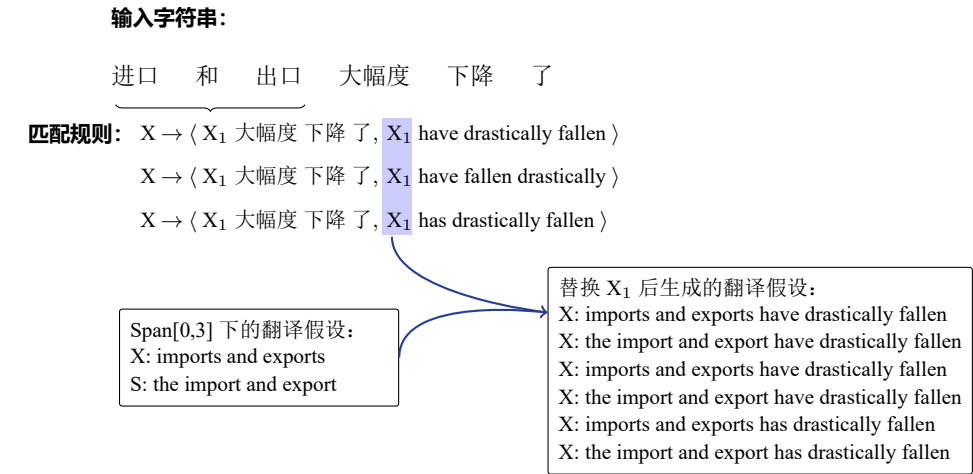 输入字符串：
进口 和 出口 大幅度 下降 了
匹配规则： X → ⟨ X₁ 大幅度 下降 了, X₁ have drastically fallen ⟩
X → ⟨ X₁ 大幅度 下降 了, X₁ have fallen drastically ⟩
X → ⟨ X₁ 大幅度 下降 了, X₁ has drastically fallen ⟩
Span[0,3] 下的翻译假设：
X: imports and exports
S: the import and export
替换 X₁ 后生成的翻译假设：
X: imports and exports have drastically fallen
X: the import and export have drastically fallen
X: imports and exports have drastically fallen
X: the import and export have drastically fallen
X: imports and exports has drastically fallen
X: the import and export has drastically fallen